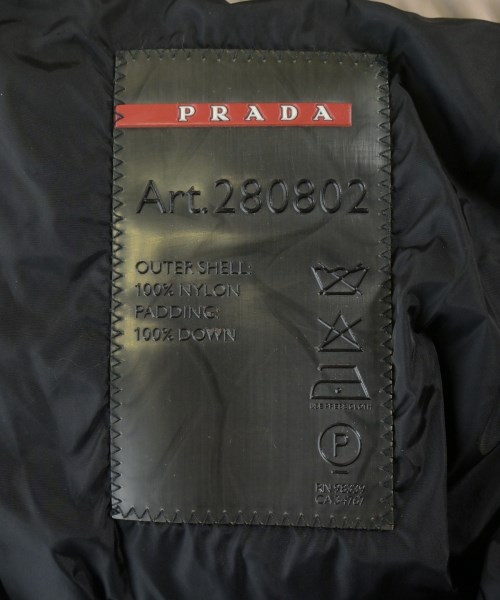 PRADA
Art. 280802
OUTER SHELL:
100% NYLON
PADDING:
100% DOWN
P